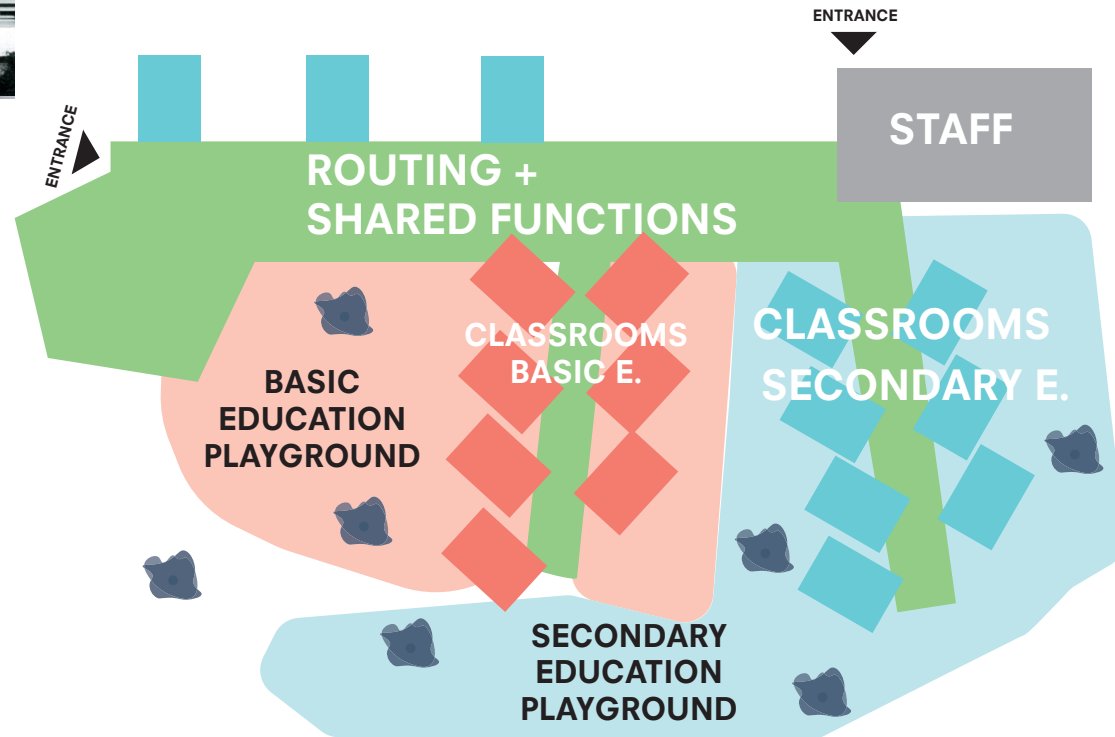 ENTRANCE
ENTRANCE
STAFF
ROUTING +
SHARED FUNCTIONS
CLASSROOMS
BASIC E.
CLASSROOMS
SECONDARY E.
BASIC
EDUCATION
PLAYGROUND
SECONDARY
EDUCATION
PLAYGROUND